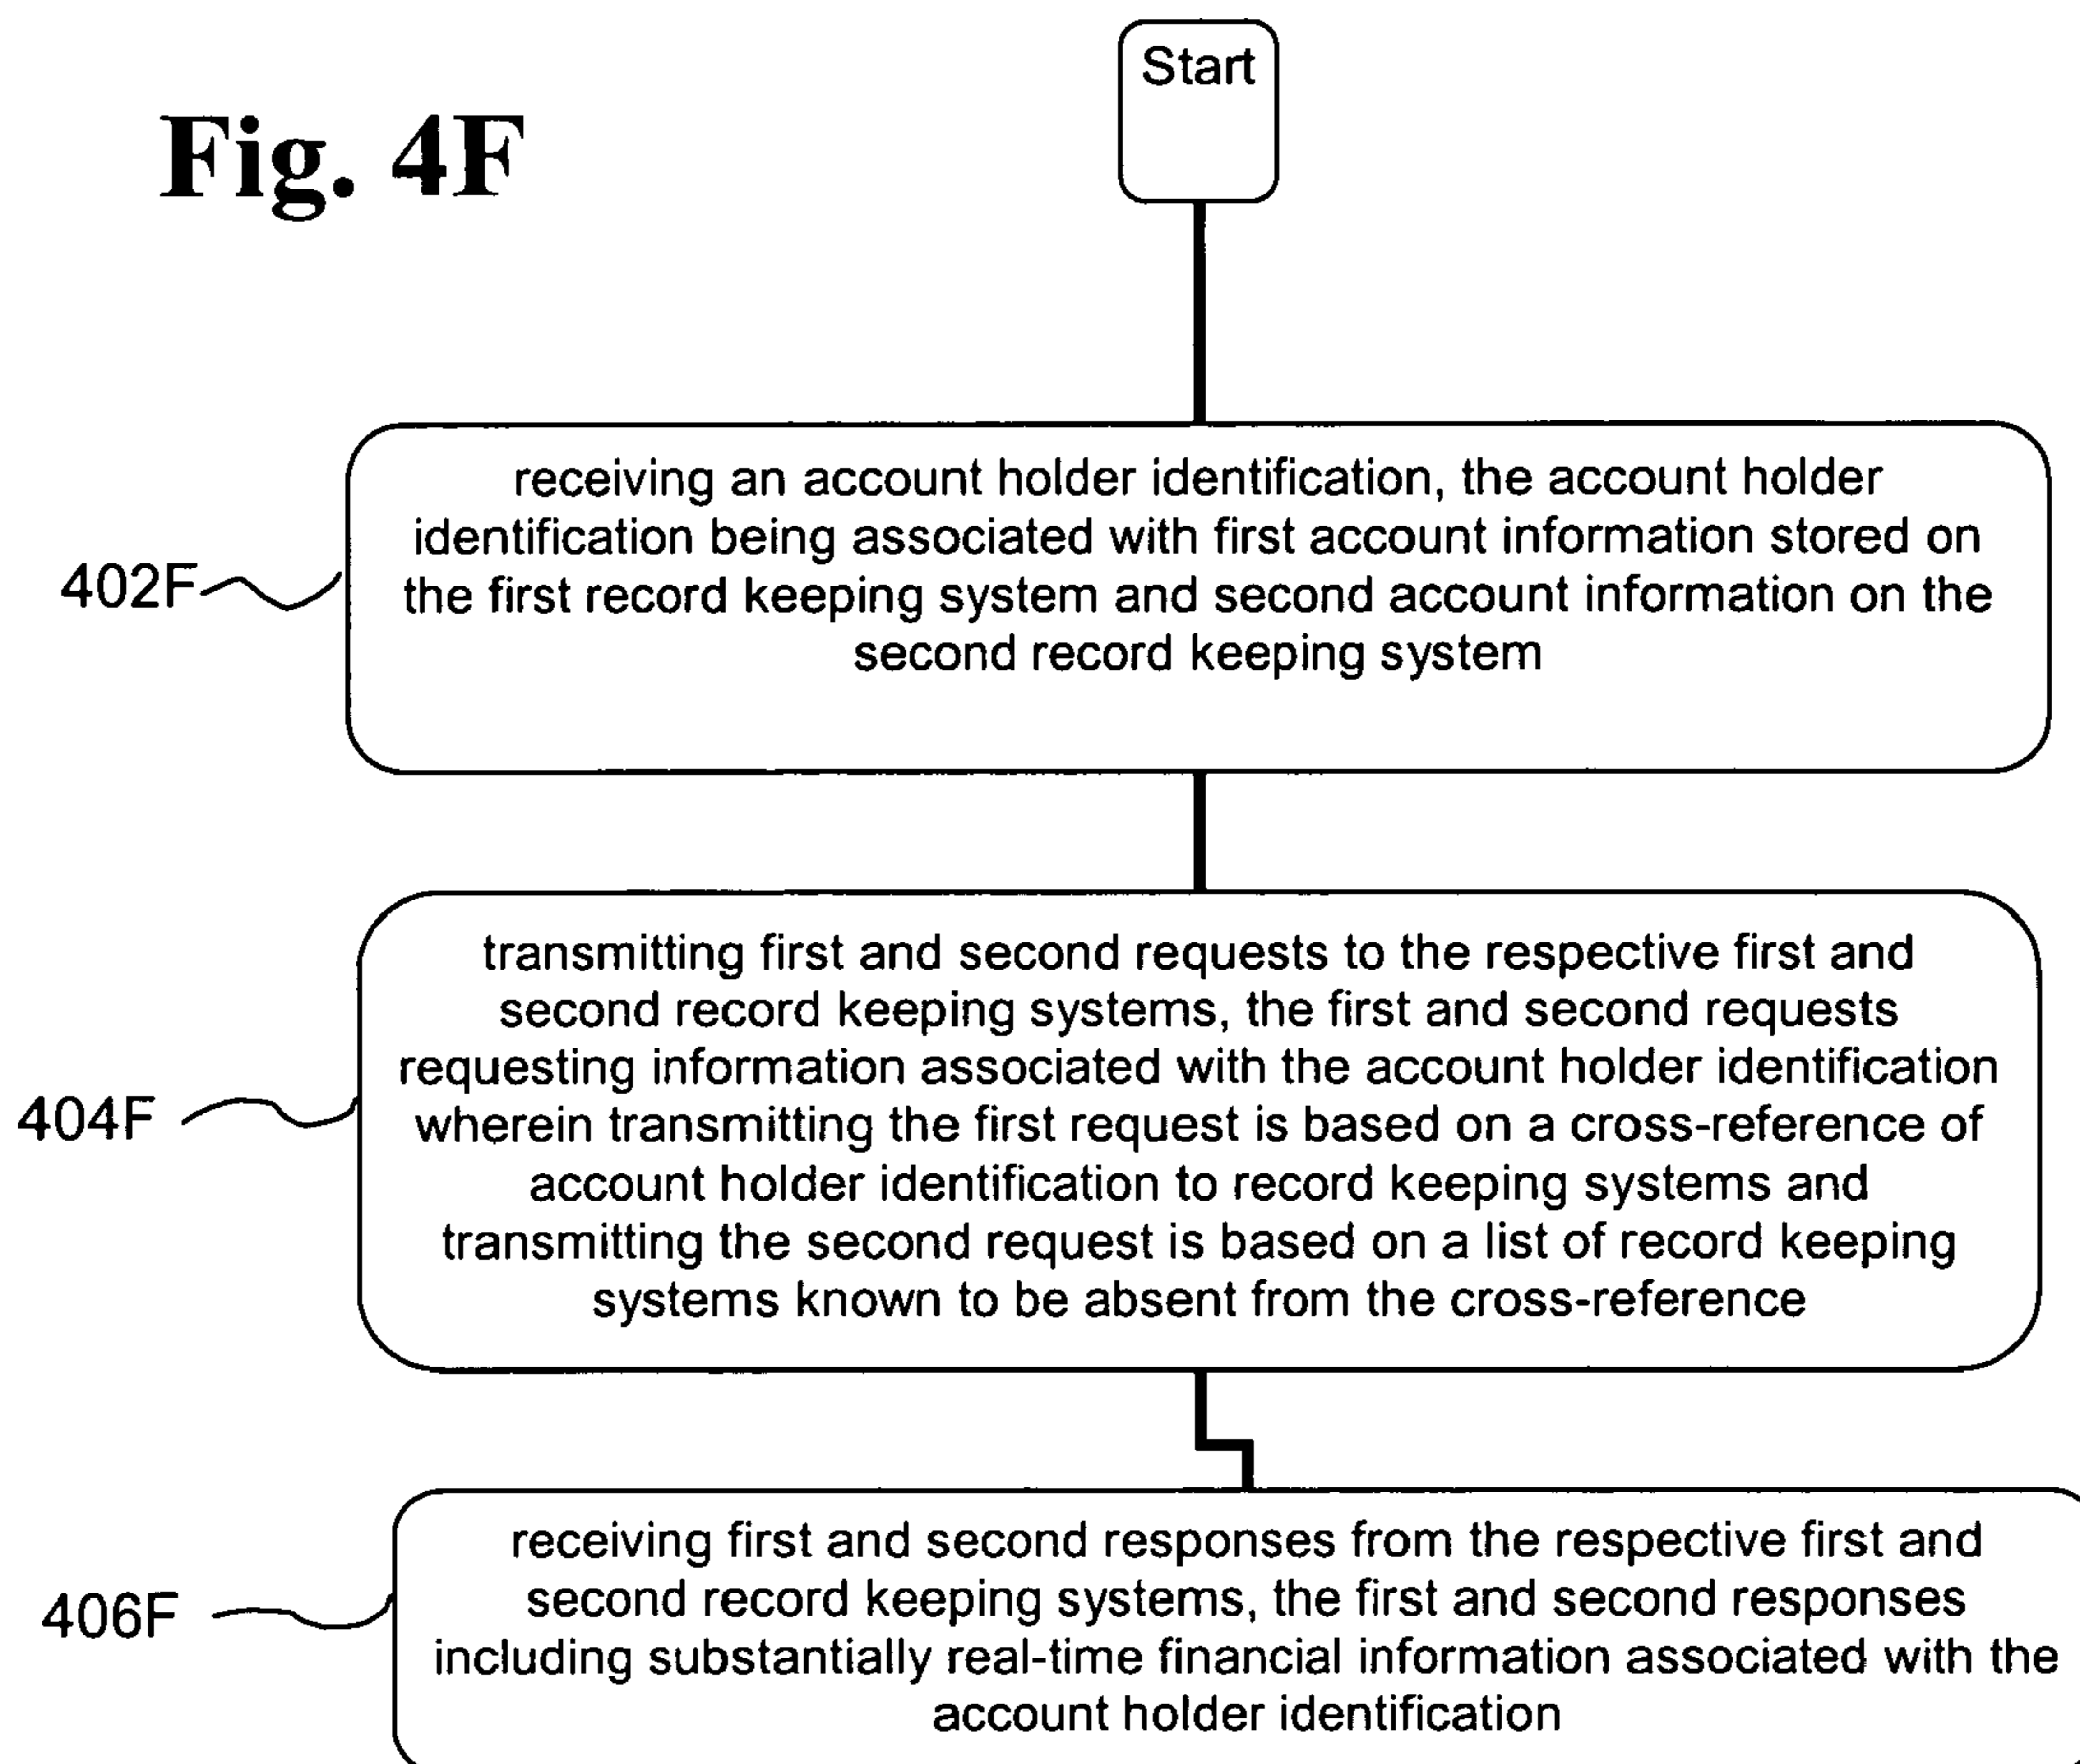 Start
Fig. 4F
receiving an account holder identification, the account holder
identification being associated with first account information stored on
the first record keeping system and second account information on the
second record keeping system
402F
transmitting first and second requests to the respective first and
second record keeping systems, the first and second requests
requesting information associated with the account holder identification
wherein transmitting the first request is based on a cross-reference of
account holder identification to record keeping systems and
transmitting the second request is based on a list of record keeping
systems known to be absent from the cross-reference
404F
receiving first and second responses from the respective first and
second record keeping systems, the first and second responses
including substantially real-time financial information associated with the
account holder identification
406F